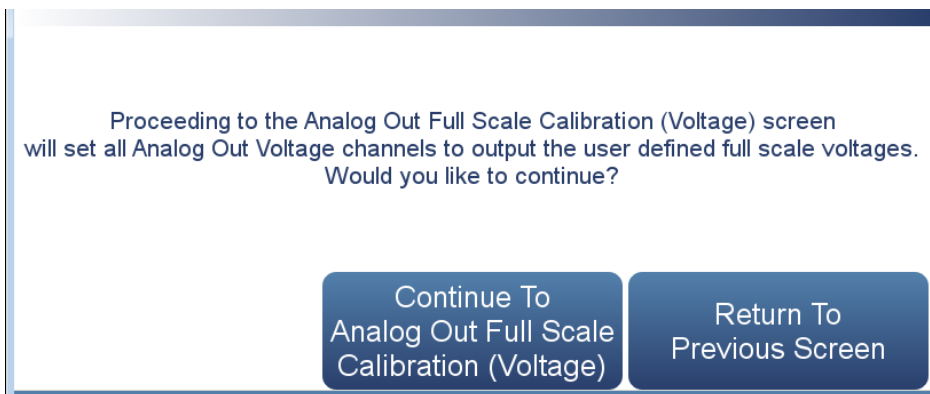 Proceeding to the Analog Out Full Scale Calibration (Voltage) screen
will set all Analog Out Voltage channels to output the user defined full scale voltages.
Would you like to continue?
Continue To
Analog Out Full Scale
Calibration (Voltage)
Return To
Previous Screen